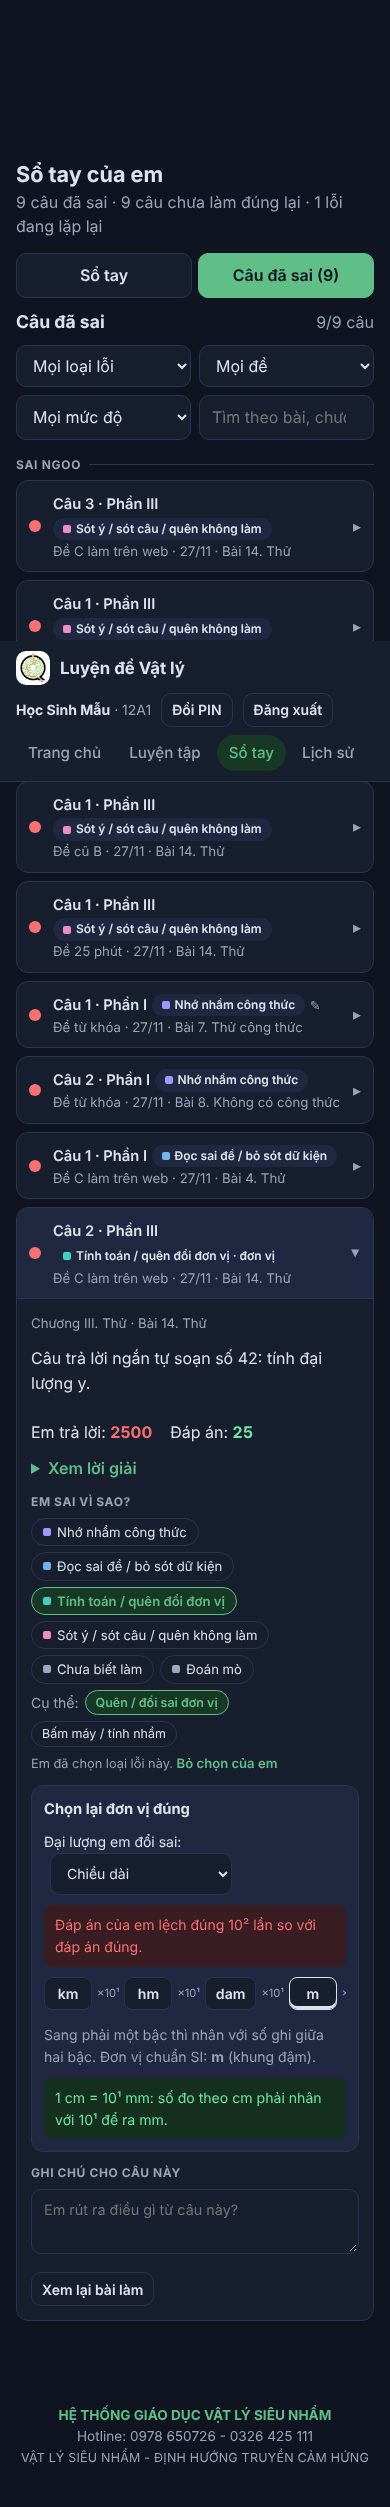 Sổ tay của em
9 câu đã sai · 9 câu chưa làm đúng lại · 1 lỗi
đang lặp lại
Sổ tay
Câu đã sai (9)
Câu đã sai
9/9 câu
Mọi loại lỗi
Mọi đề
Mọi mức độ
Tìm theo bài, chươ
SAI NGOO
Câu 3 · Phần III
Sót ý / sót câu / quên không làm
Đề C làm trên web · 27/11 · Bài 14. Thử
Câu 1 · Phần III
Sót ý / sót câu / quên không làm
Luyện đề Vật lý
Học Sinh Mẫu · 12A1
Đổi PIN
Đăng xuất
Trang chủ
Luyện tập
Sổ tay
Lịch sử
Câu 1 · Phần III
Sót ý / sót câu / quên không làm
Đề cũ B · 27/11 · Bài 14. Thử
Câu 1 · Phần III
Sót ý / sót câu / quên không làm
Đề 25 phút · 27/11 · Bài 14. Thử
Câu 1 · Phần I
Nhớ nhầm công thức
✎
Đề từ khóa · 27/11 · Bài 7. Thử công thức
Câu 2 · Phần I
Nhớ nhầm công thức
Đề từ khóa · 27/11 · Bài 8. Không có công thức
Câu 1 · Phần I
Đọc sai đề / bỏ sót dữ kiện
Đề C làm trên web · 27/11 · Bài 4. Thử
Câu 2 · Phần III
Tính toán / quên đổi đơn vị · đơn vị
Đề C làm trên web · 27/11 · Bài 14. Thử
Chương III. Thử · Bài 14. Thử
Câu trả lời ngắn tự soạn số 42: tính đại
lượng y.
Em trả lời: 2500 Đáp án: 25
Xem lời giải
EM SAI VÌ SAO?
Nhớ nhầm công thức
Đọc sai đề / bỏ sót dữ kiện
Tính toán / quên đổi đơn vị
Sót ý / sót câu / quên không làm
Chưa biết làm
Đoán mò
Cụ thể:
Quên / đổi sai đơn vị
Bấm máy / tính nhầm
Em đã chọn loại lỗi này. Bỏ chọn của em
Chọn lại đơn vị đúng
Đại lượng em đổi sai:
Chiều dài
Đáp án của em lệch đúng 10² lần so với
đáp án đúng.
km ×10¹ hm ×10¹ dam ×10¹ m
Sang phải một bậc thì nhân với số ghi giữa
hai bậc. Đơn vị chuẩn SI: m (khung đậm).
1 cm = 10¹ mm: số đo theo cm phải nhân
với 10¹ để ra mm.
GHI CHÚ CHO CÂU NÀY
Em rút ra điều gì từ câu này?
Xem lại bài làm
HỆ THỐNG GIÁO DỤC VẬT LÝ SIÊU NHẨM
Hotline: 0978 650726 - 0326 425 111
VẬT LÝ SIÊU NHẨM - ĐỊNH HƯỚNG TRUYỀN CẢM HỨNG